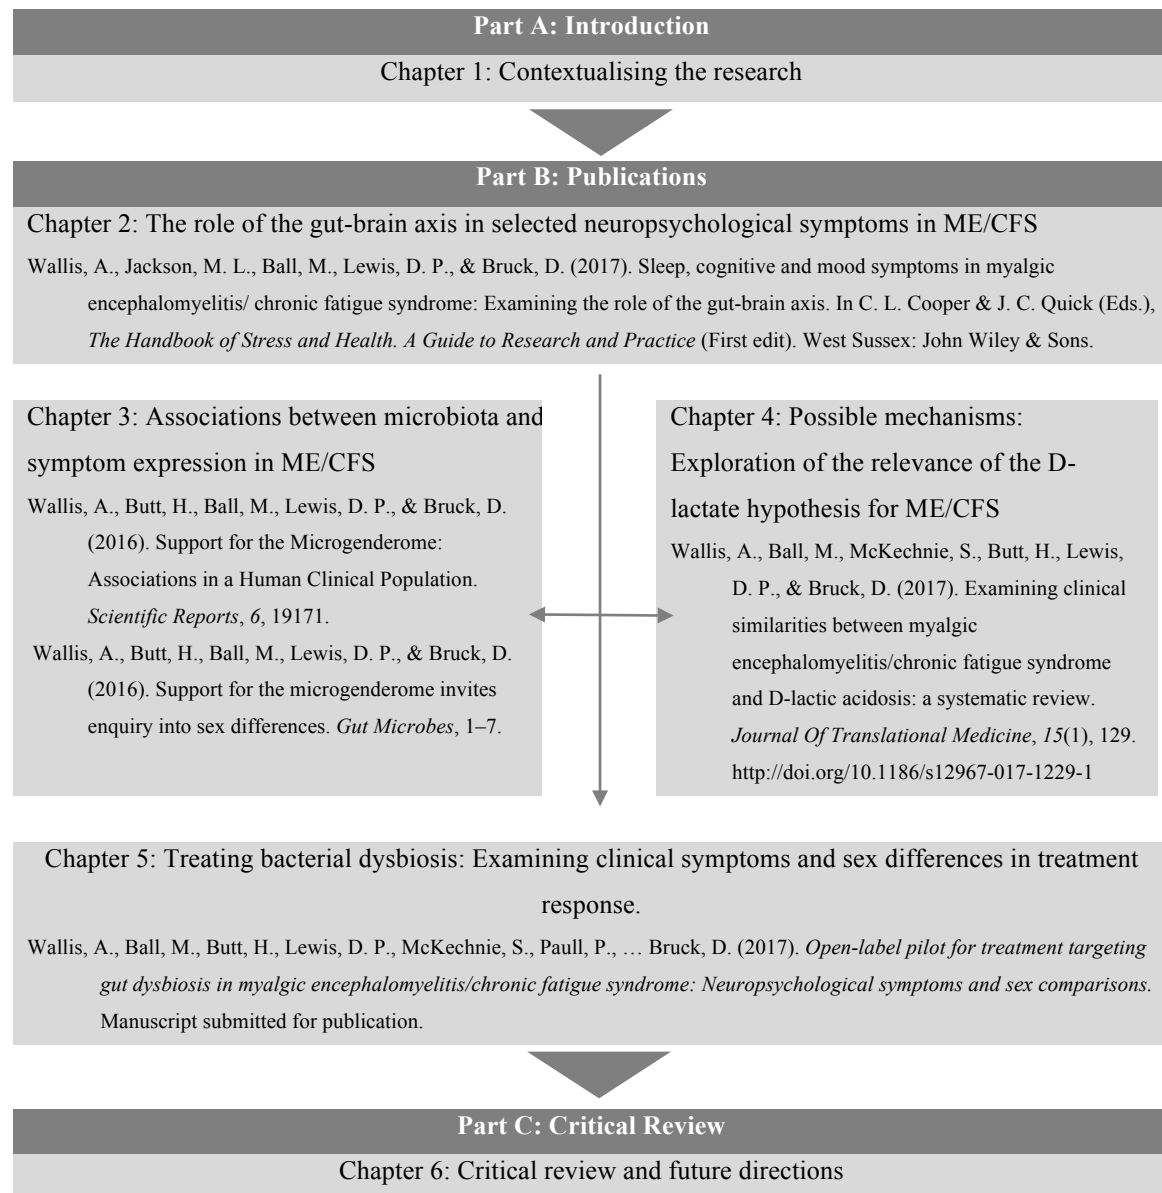 Part A: Introduction
Chapter 1: Contextualising the research
Part B: Publications
Chapter 2: The role of the gut-brain axis in selected neuropsychological symptoms in ME/CFS
Wallis, A., Jackson, M. L., Ball, M., Lewis, D. P., & Bruck, D. (2017). Sleep, cognitive and mood symptoms in myalgic
encephalomyelitis/ chronic fatigue syndrome: Examining the role of the gut-brain axis. In C. L. Cooper & J. C. Quick (Eds.),
The Handbook of Stress and Health. A Guide to Research and Practice (First edit). West Sussex: John Wiley & Sons.
Chapter 3: Associations between microbiota and
symptom expression in ME/CFS
Wallis, A., Butt, H., Ball, M., Lewis, D. P., & Bruck, D.
(2016). Support for the Microgenderome:
Associations in a Human Clinical Population.
Scientific Reports, 6, 19171.
Wallis, A., Butt, H., Ball, M., Lewis, D. P., & Bruck, D.
(2016). Support for the microgenderome invites
enquiry into sex differences. Gut Microbes, 1–7.
Chapter 4: Possible mechanisms:
Exploration of the relevance of the D-
lactate hypothesis for ME/CFS
Wallis, A., Ball, M., McKechnie, S., Butt, H., Lewis,
D. P., & Bruck, D. (2017). Examining clinical
similarities between myalgic
encephalomyelitis/chronic fatigue syndrome
and D-lactic acidosis: a systematic review.
Journal Of Translational Medicine, 15(1), 129.
http://doi.org/10.1186/s12967-017-1229-1
Chapter 5: Treating bacterial dysbiosis: Examining clinical symptoms and sex differences in treatment
response.
Wallis, A., Ball, M., Butt, H., Lewis, D. P., McKechnie, S., Paull, P., … Bruck, D. (2017). Open-label pilot for treatment targeting
gut dysbiosis in myalgic encephalomyelitis/chronic fatigue syndrome: Neuropsychological symptoms and sex comparisons.
Manuscript submitted for publication.
Part C: Critical Review
Chapter 6: Critical review and future directions